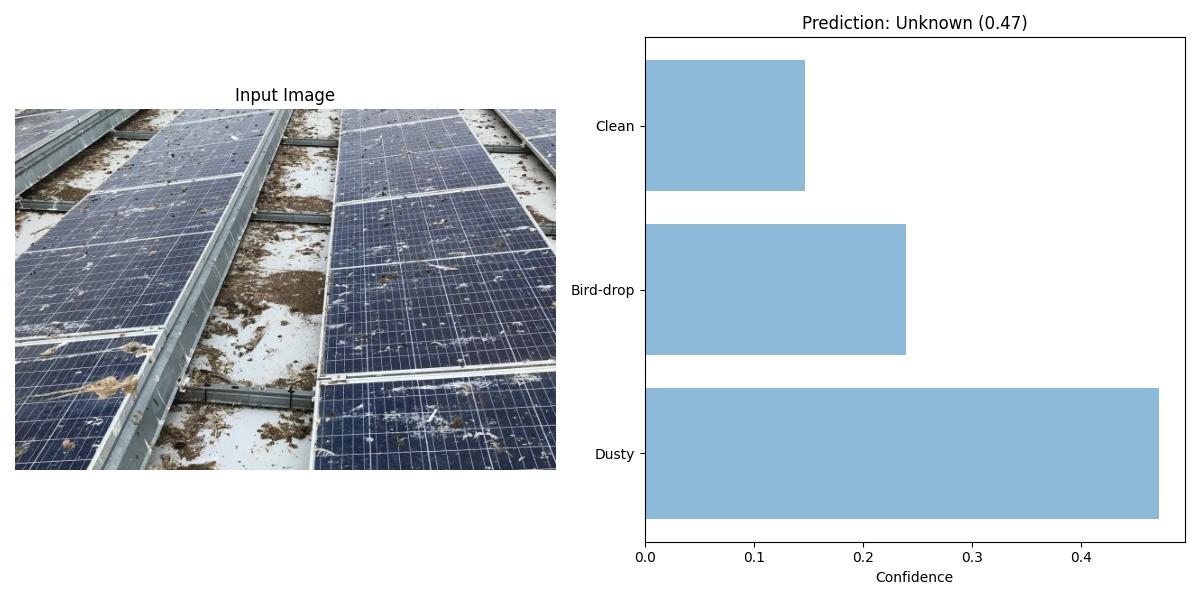 Input Image
Prediction: Unknown (0.47)
Clean
Bird-drop
Dusty
0.0 0.1 0.2 0.3 0.4
Confidence